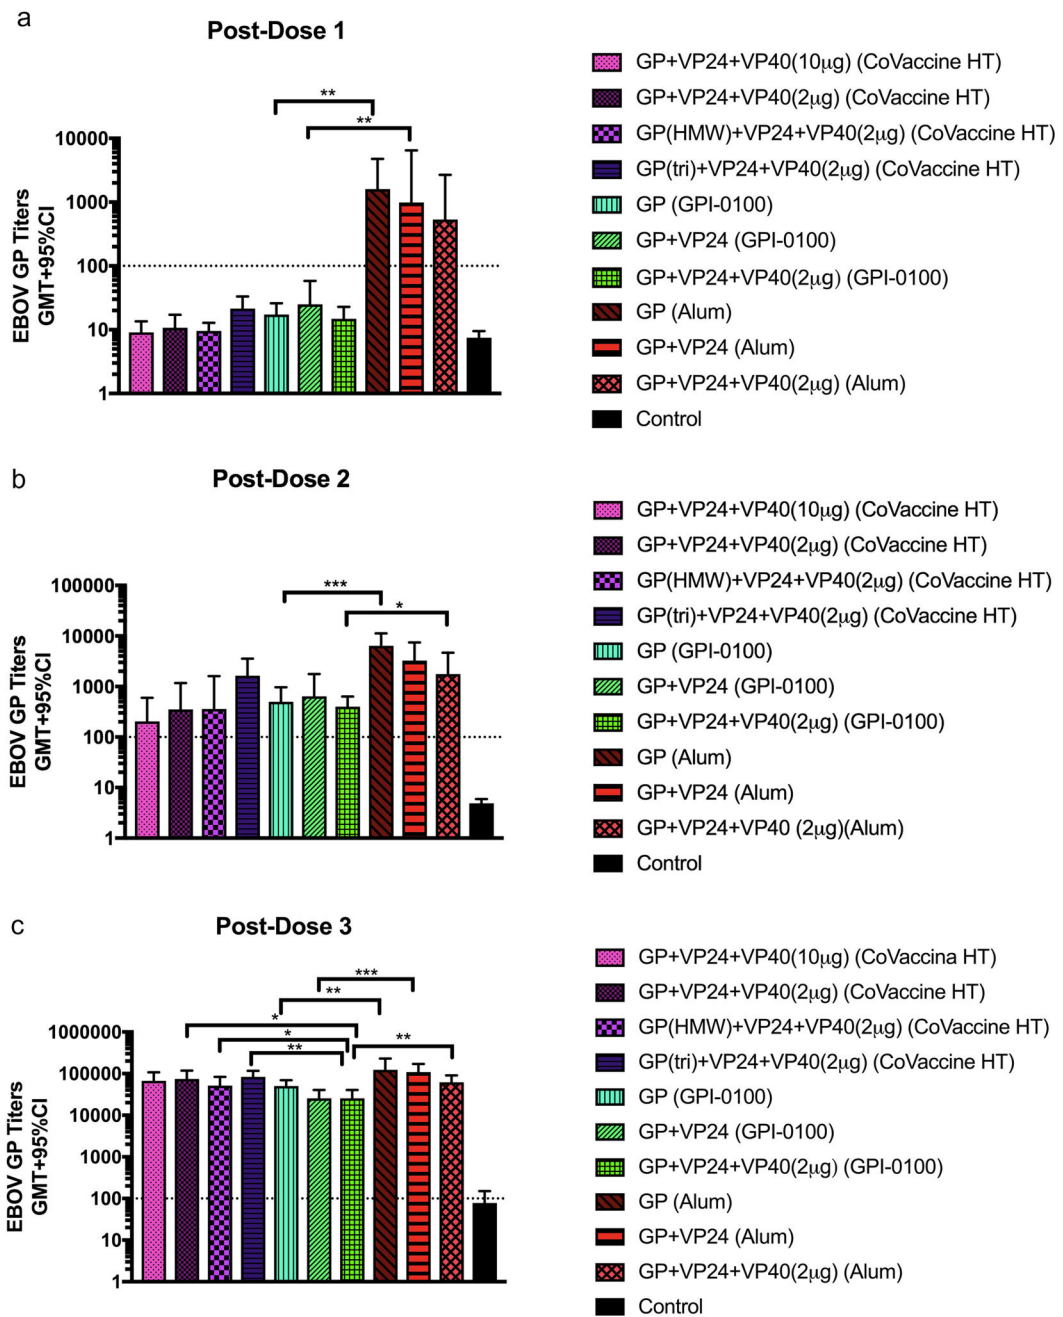 a
Post-Dose 1
**
**
EBOV GP Titers
GMT+95%CI
10000
1000
100
10
1
GP+VP24+VP40(10μg) (CoVaccine HT)
GP+VP24+VP40(2μg) (CoVaccine HT)
GP(HMW)+VP24+VP40(2μg) (CoVaccine HT)
GP(tri)+VP24+VP40(2μg) (CoVaccine HT)
GP (GPI-0100)
GP+VP24 (GPI-0100)
GP+VP24+VP40(2μg) (GPI-0100)
GP (Alum)
GP+VP24 (Alum)
GP+VP24+VP40(2μg) (Alum)
Control
b
Post-Dose 2
***
*
EBOV GP Titers
GMT+95%CI
100000
10000
1000
100
10
1
GP+VP24+VP40(10μg) (CoVaccine HT)
GP+VP24+VP40(2μg) (CoVaccine HT)
GP(HMW)+VP24+VP40(2μg) (CoVaccine HT)
GP(tri)+VP24+VP40(2μg) (CoVaccine HT)
GP (GPI-0100)
GP+VP24 (GPI-0100)
GP+VP24+VP40(2μg) (GPI-0100)
GP (Alum)
GP+VP24 (Alum)
GP+VP24+VP40 (2μg)(Alum)
Control
c
Post-Dose 3
***
**
*
*
**
**
EBOV GP Titers
GMT+95%CI
1000000
100000
10000
1000
100
10
1
GP+VP24+VP40(10μg) (CoVaccina HT)
GP+VP24+VP40(2μg) (CoVaccine HT)
GP(HMW)+VP24+VP40(2μg) (CoVaccine HT)
GP(tri)+VP24+VP40(2μg) (CoVaccine HT)
GP (GPI-0100)
GP+VP24 (GPI-0100)
GP+VP24+VP40(2μg) (GPI-0100)
GP (Alum)
GP+VP24 (Alum)
GP+VP24+VP40(2μg) (Alum)
Control